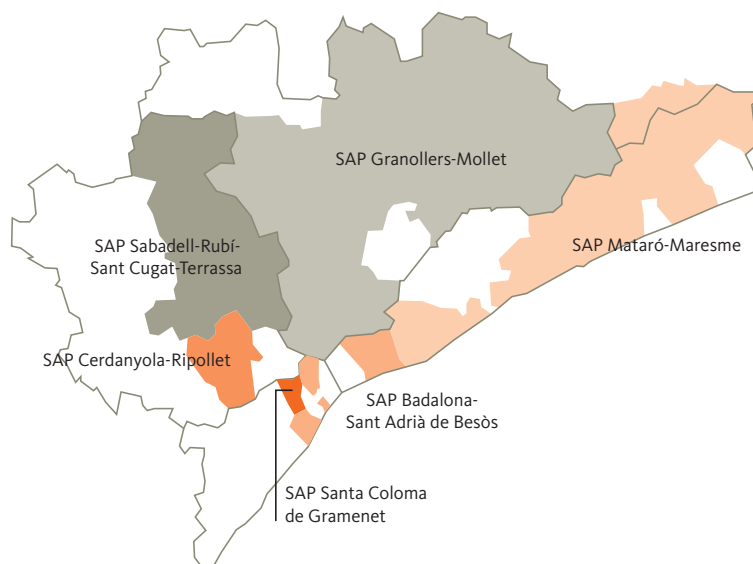 SAP Granollers-Mollet
SAP Sabadell-Rubí-
Sant Cugat-Terrassa
SAP Mataró-Maresme
SAP Cerdanyola-Ripollet
SAP Badalona-
Sant Adrià de Besòs
SAP Santa Coloma
de Gramenet